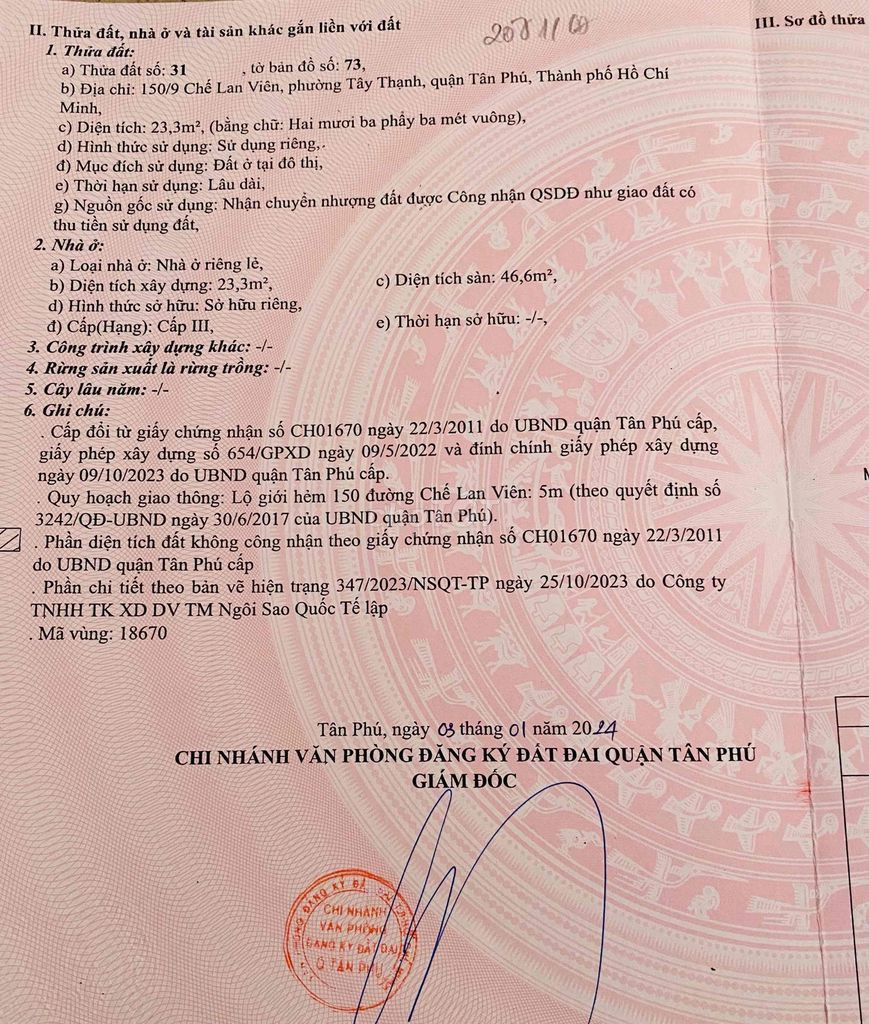 II. Thửa đất, nhà ở và tài sản khác gắn liền với đất
III. Sơ đồ thửa
1. Thửa đất:
a) Thửa đất số: 31 , tờ bản đồ số: 73,
b) Địa chỉ: 150/9 Chế Lan Viên, phường Tây Thạnh, quận Tân Phú, Thành phố Hồ Chí
Minh,
c) Diện tích: 23,3m², (bằng chữ: Hai mươi ba phẩy ba mét vuông),
d) Hình thức sử dụng: Sử dụng riêng,.
đ) Mục đích sử dụng: Đất ở tại đô thị,
e) Thời hạn sử dụng: Lâu dài,
g) Nguồn gốc sử dụng: Nhận chuyển nhượng đất được Công nhận QSDĐ như giao đất có
thu tiền sử dụng đất,
2. Nhà ở:
a) Loại nhà ở: Nhà ở riêng lẻ,
b) Diện tích xây dựng: 23,3m², c) Diện tích sàn: 46,6m²,
d) Hình thức sở hữu: Sở hữu riêng,
đ) Cấp(Hạng): Cấp III, e) Thời hạn sở hữu: -/-,
3. Công trình xây dựng khác: -/-
4. Rừng sản xuất là rừng trồng: -/-
5. Cây lâu năm: -/-
6. Ghi chú:
. Cấp đổi từ giấy chứng nhận số CH01670 ngày 22/3/2011 do UBND quận Tân Phú cấp,
giấy phép xây dựng số 654/GPXD ngày 09/5/2022 và đính chính giấy phép xây dựng
ngày 09/10/2023 do UBND quận Tân Phú cấp.
. Quy hoạch giao thông: Lộ giới hẻm 150 đường Chế Lan Viên: 5m (theo quyết định số
3242/QĐ-UBND ngày 30/6/2017 của UBND quận Tân Phú).
. Phần diện tích đất không công nhận theo giấy chứng nhận số CH01670 ngày 22/3/2011
do UBND quận Tân Phú cấp
. Phần chi tiết theo bản vẽ hiện trạng 347/2023/NSQT-TP ngày 25/10/2023 do Công ty
TNHH TK XD DV TM Ngôi Sao Quốc Tế lập
. Mã vùng: 18670
Tân Phú, ngày 03 tháng 01 năm 2024
CHI NHÁNH VĂN PHÒNG ĐĂNG KÝ ĐẤT ĐAI QUẬN TÂN PHÚ
GIÁM ĐỐC
CHI NHÁNH
VĂN PHÒNG
ĐĂNG KÝ ĐẤT ĐAI
Q TÂN PHÚ